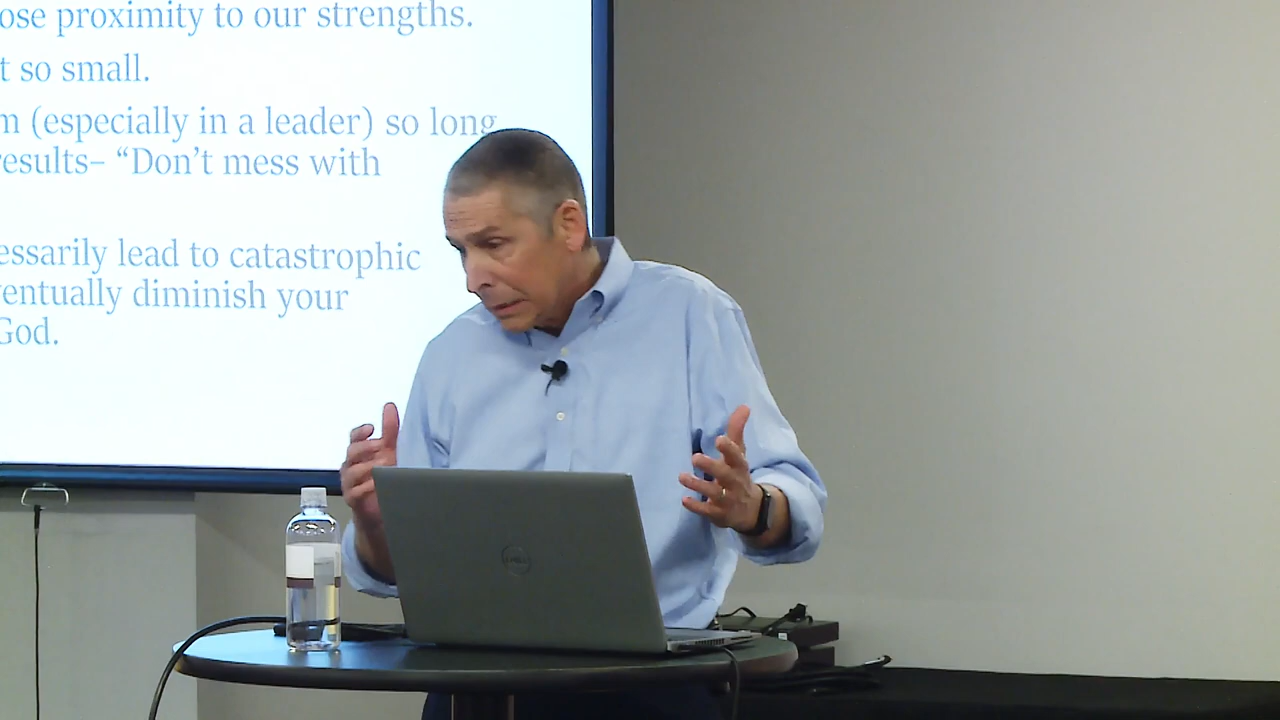 ose proximity to our strengths.
t so small.
m (especially in a leader) so long
results– “Don’t mess with
essarily lead to catastrophic
ventually diminish your
God.
DELL